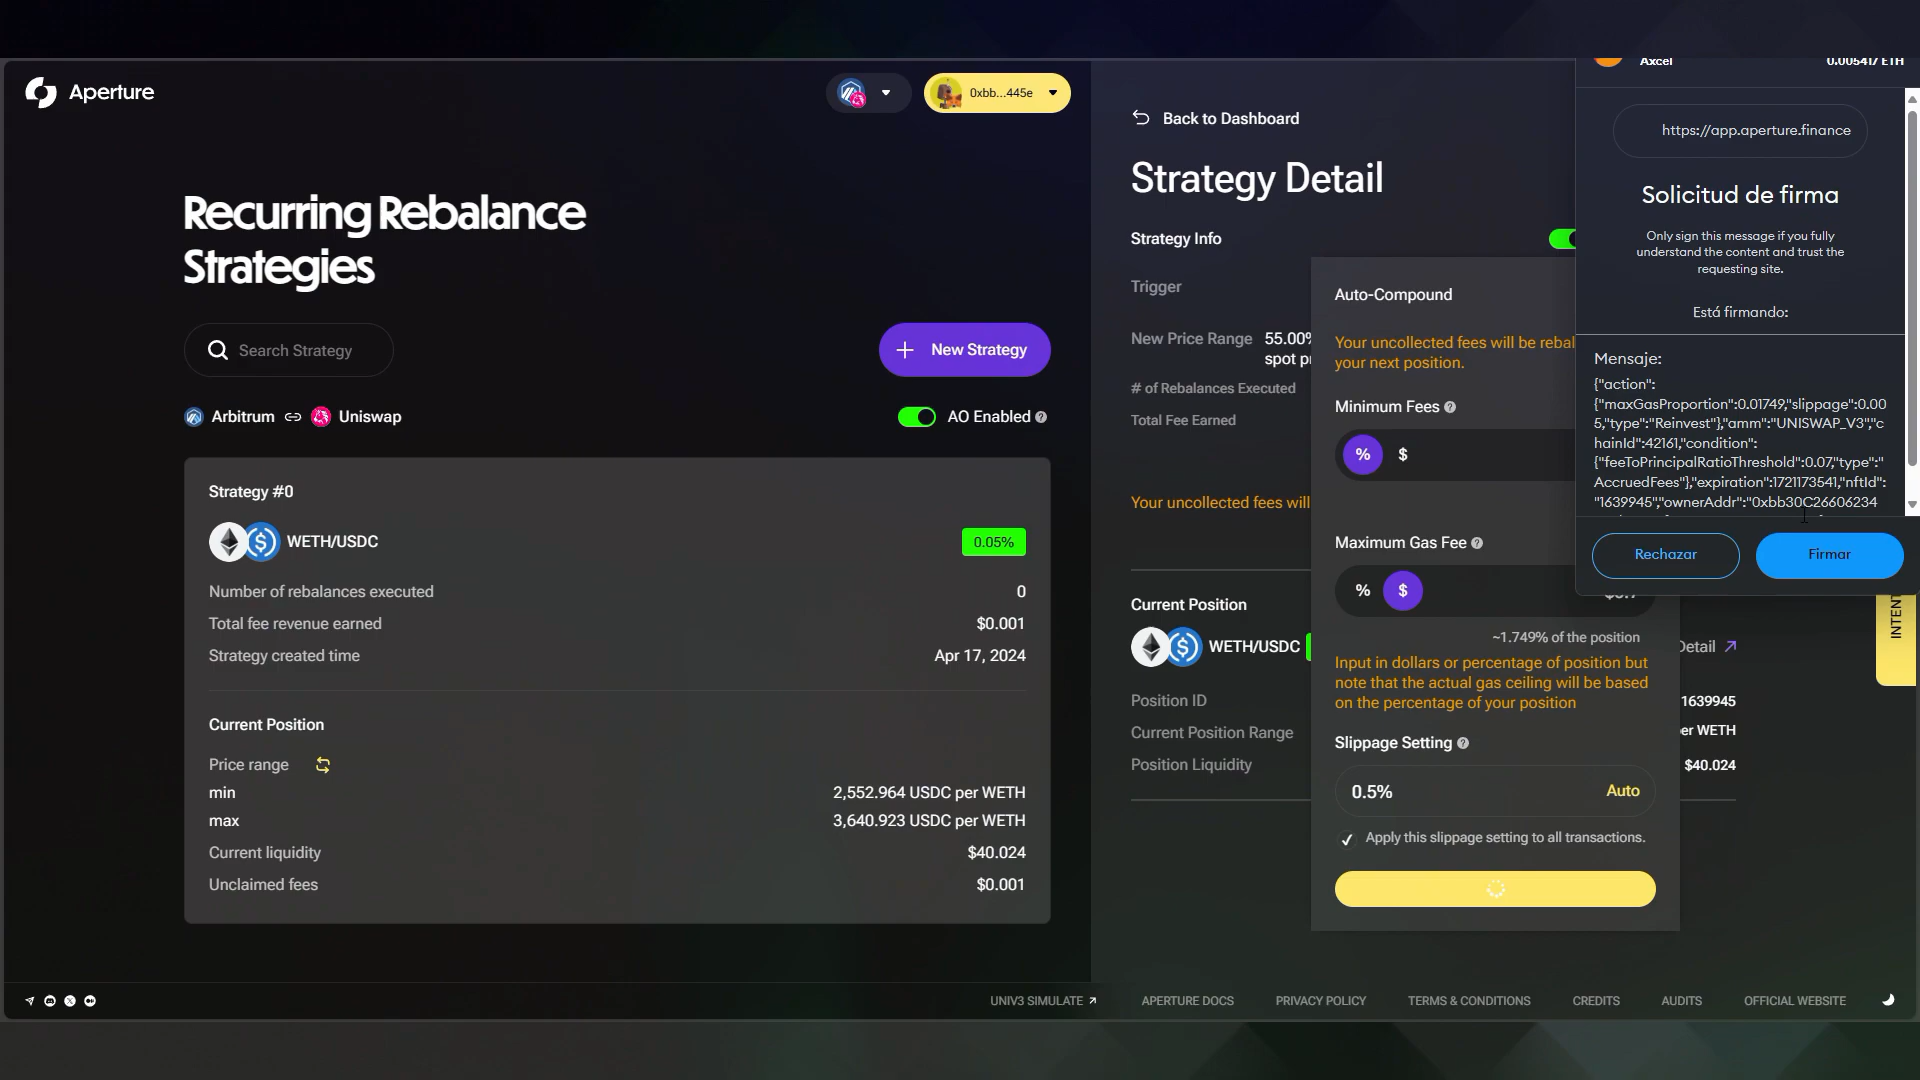 Aperture
0xbb...445e
Recurring Rebalance
Strategies
Search Strategy
New Strategy
Arbitrum
Uniswap
AO Enabled
Strategy #0
WETH/USDC
0.05%
Number of rebalances executed
0
Total fee revenue earned
$0.001
Strategy created time
Apr 17, 2024
Current Position
Price range
min
2,552.964 USDC per WETH
max
3,640.923 USDC per WETH
Current liquidity
$40.024
Unclaimed fees
$0.001
Back to Dashboard
Strategy Detail
Strategy Info
Trigger
New Price Range
55.00%
spot
# of Rebalances Executed
Total Fee Earned
Your uncollected fees will
Current Position
WETH/USDC
Detail
Position ID
1639945
Current Position Range
per WETH
Position Liquidity
$40.024
Auto-Compound
Your uncollected fees will be
your next position.
Minimum Fees
% $
Maximum Gas Fee
% $
~1.749% of the position
Input in dollars or percentage of position but
note that the actual gas ceiling will be based
on the percentage of your position
Slippage Setting
0.5%
Auto
Apply this slippage setting to all transactions.
Axcel
0.005417 ETH
https://app.aperture.finance
Solicitud de firma
Only sign this message if you fully
understand the content and trust the
requesting site.
Está firmando:
Mensaje:
{"action":
{"maxGasProportion":0.01749,"slippage":0.00
5,"type":"Reinvest"},"amm":"UNISWAP_V3","c
hainId":42161,"condition":
{"feeToPrincipalRatioThreshold":0.07,"type":"
AccruedFees"},"expiration":1721173541,"nftId":
"1639945","ownerAddr":"0xbb30C26606234
Rechazar
Firmar
INTENT
UNIV3 SIMULATE
APERTURE DOCS
PRIVACY POLICY
TERMS & CONDITIONS
CREDITS
AUDITS
OFFICIAL WEBSITE